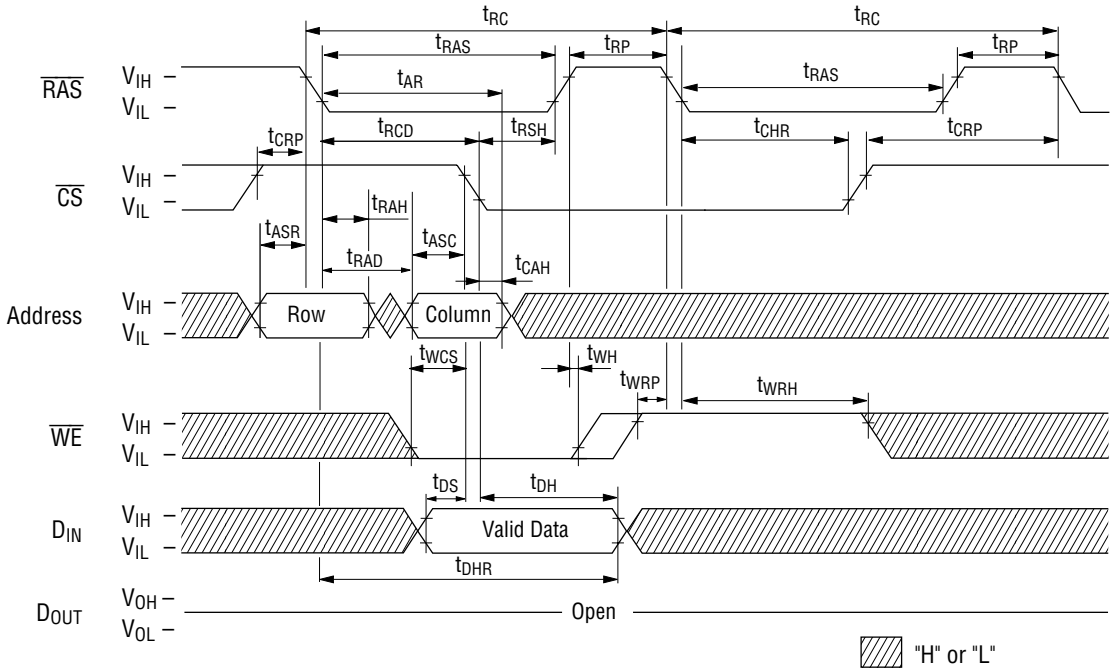 tRC tRC
tRAS tRP tRP
tRAS
tAR
RAS VIH –
VIL –
tRCD tRSH
tCRP tCHR tCRP
CS VIH –
VIL –
tRAH
tASR tASC
tRAD
tCAH
Address VIH –
VIL –
Row Column
tWCS tWH
tWRP tWRH
WE VIH –
VIL –
tDS tDH
DIN VIH –
VIL –
Valid Data
tDHR
DOUT VOH –
VOL –
Open
"H" or "L"